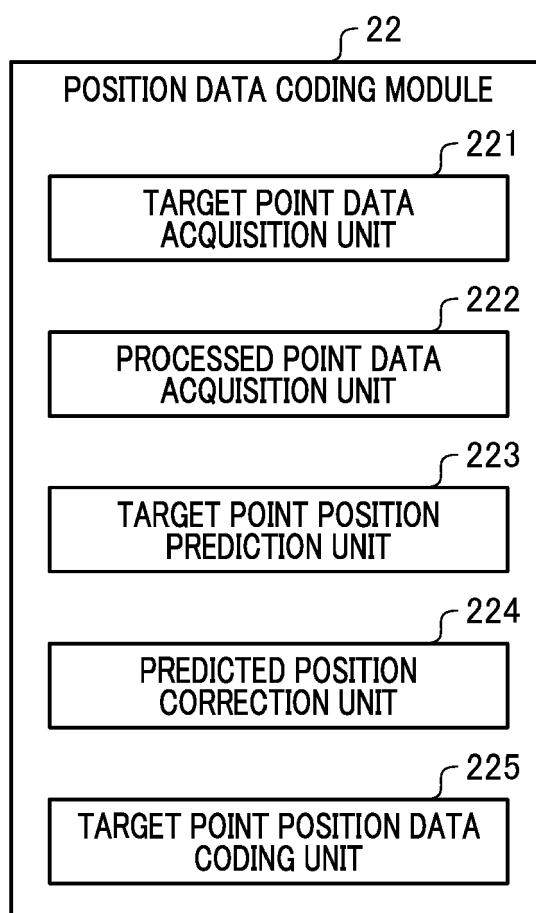 22
POSITION DATA CODING MODULE
221
TARGET POINT DATA
ACQUISITION UNIT
222
PROCESSED POINT DATA
ACQUISITION UNIT
223
TARGET POINT POSITION
PREDICTION UNIT
224
PREDICTED POSITION
CORRECTION UNIT
225
TARGET POINT POSITION DATA
CODING UNIT